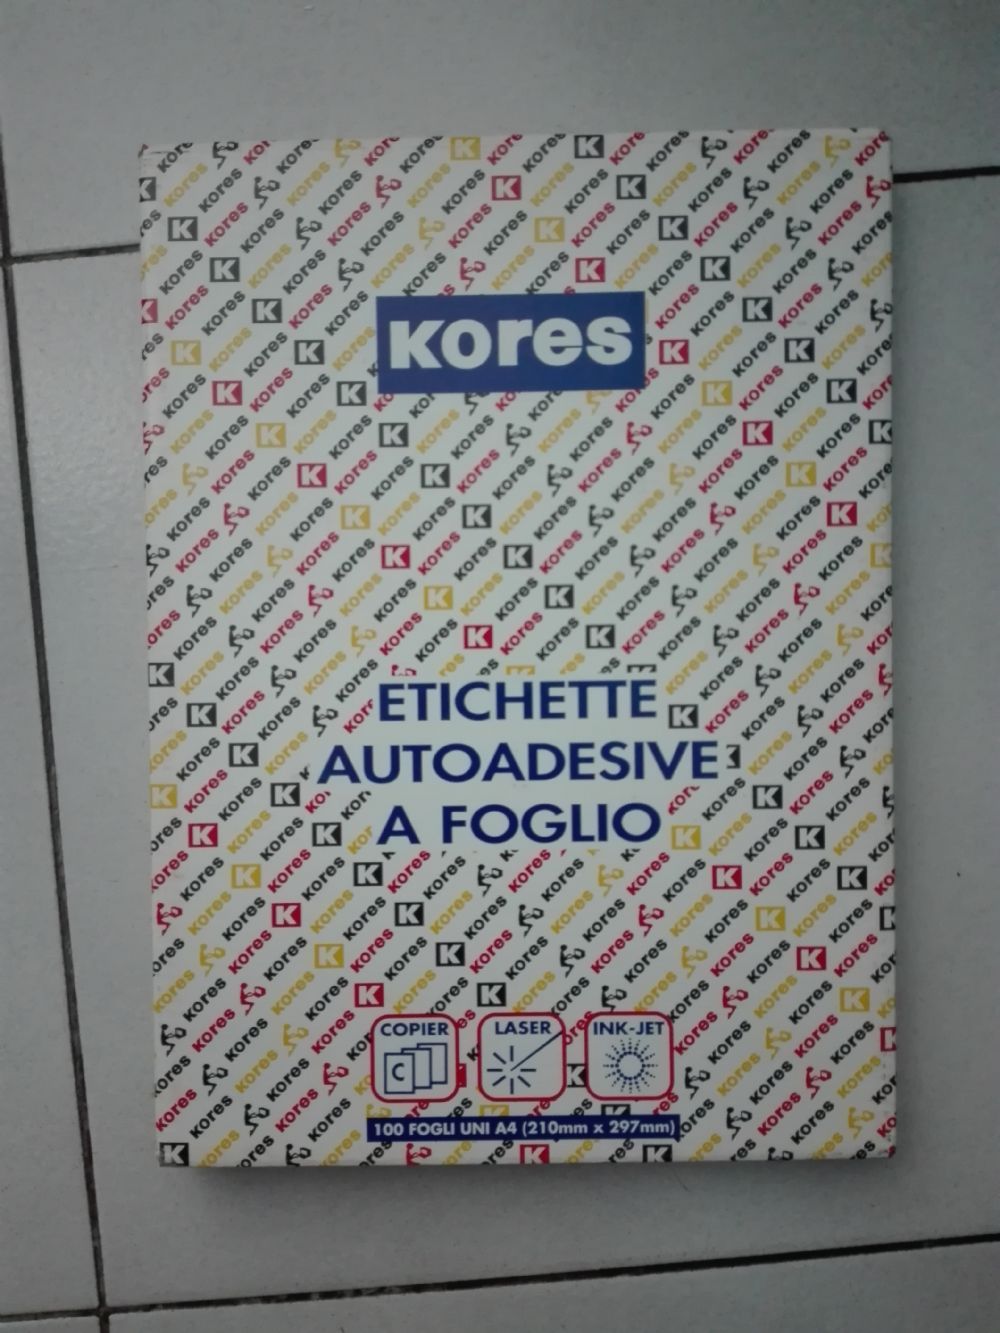 kores
ETICHETTE
AUTOADESIVE
A FOGLIO
COPIER
C
LASER
INK-JET
100 FOGLI UNI A4 (210mm x 297mm)